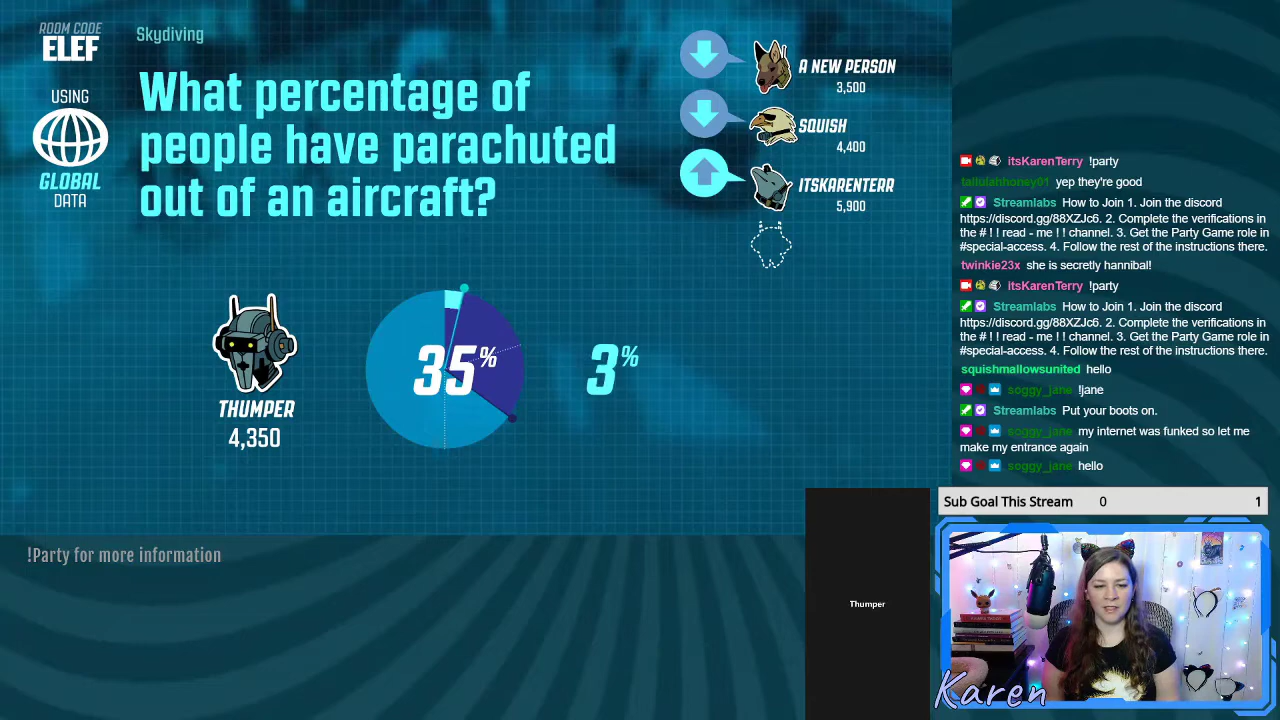 ROOM CODE
ELEF
USING
GLOBAL
DATA
Skydiving
What percentage of
people have parachuted
out of an aircraft?
A NEW PERSON
3,500
SQUISH
4,400
ITSKARENTERR
5,900
THUMPER
4,350
35%
3%
!Party for more information
itsKarenTerry !party
tallulahhoney01 yep they're good
Streamlabs How to Join 1. Join the discord
https://discord.gg/88XZJc6. 2. Complete the verifications in
the # ! ! read - me ! ! channel. 3. Get the Party Game role in
#special-access. 4. Follow the rest of the instructions there.
twinkie23x she is secretly hannibal!
itsKarenTerry !party
Streamlabs How to Join 1. Join the discord
https://discord.gg/88XZJc6. 2. Complete the verifications in
the # ! ! read - me ! ! channel. 3. Get the Party Game role in
#special-access. 4. Follow the rest of the instructions there.
squishmallowsunited hello
soggy_jane !jane
Streamlabs Put your boots on.
soggy_jane my internet was funked so let me
make my entrance again
soggy_jane hello
Sub Goal This Stream 0 1
Thumper
Karen